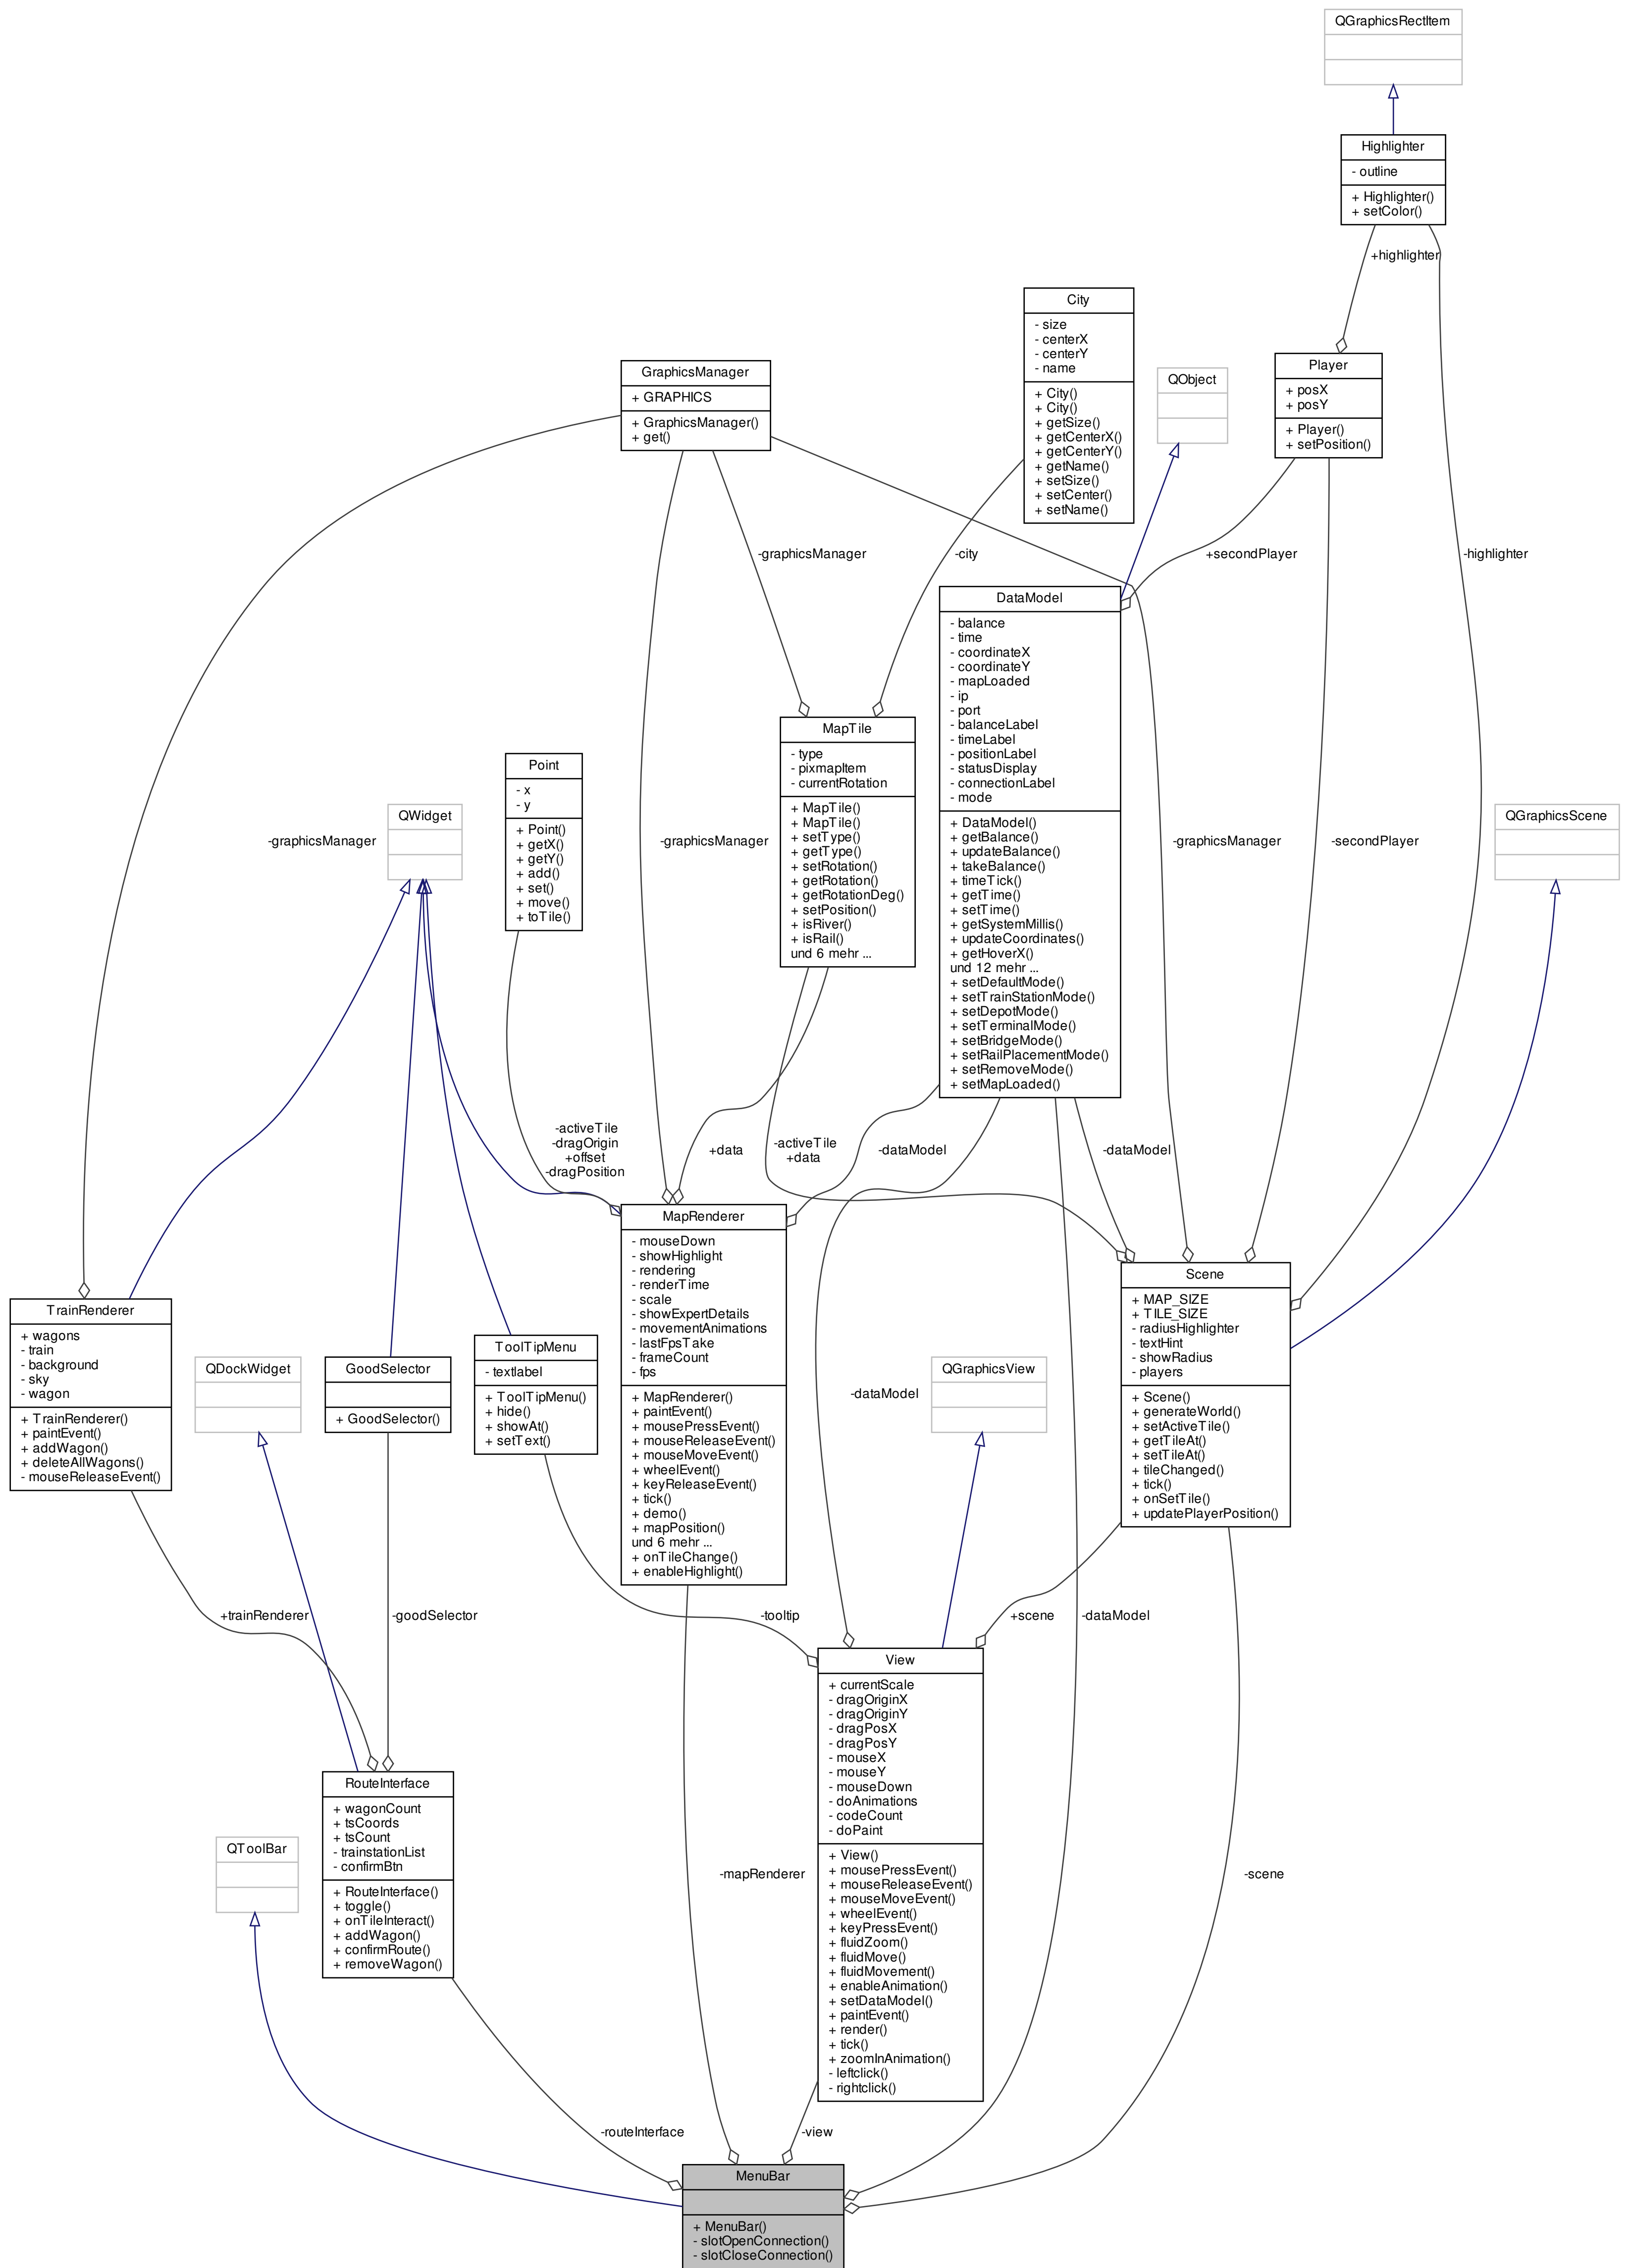 QGraphicsRectItem
Highlighter
- outline
+ Highlighter()
+ setColor()
+highlighter
City
- size
- centerX
- centerY
- name
+ City()
+ City()
+ getSize()
+ getCenterX()
+ getCenterY()
+ getName()
+ setSize()
+ setCenter()
+ setName()
Player
+ posX
+ posY
+ Player()
+ setPosition()
GraphicsManager
+ GRAPHICS
+ GraphicsManager()
+ get()
QObject
-graphicsManager
-city
+secondPlayer
-highlighter
DataModel
- balance
- time
- coordinateX
- coordinateY
- mapLoaded
- ip
- port
- balanceLabel
- timeLabel
- positionLabel
- statusDisplay
- connectionLabel
- mode
+ DataModel()
+ getBalance()
+ updateBalance()
+ takeBalance()
+ timeTick()
+ getTime()
+ setTime()
+ getSystemMillis()
+ updateCoordinates()
+ getHoverX()
und 12 mehr ...
+ setDefaultMode()
+ setTrainStationMode()
+ setDepotMode()
+ setTerminalMode()
+ setBridgeMode()
+ setRailPlacementMode()
+ setRemoveMode()
+ setMapLoaded()
MapTile
- type
- pixmapItem
- currentRotation
+ MapTile()
+ MapTile()
+ setType()
+ getType()
+ setRotation()
+ getRotation()
+ getRotationDeg()
+ setPosition()
+ isRiver()
+ isRail()
und 6 mehr ...
Point
- x
- y
+ Point()
+ getX()
+ getY()
+ add()
+ set()
+ move()
+ toTile()
QWidget
QGraphicsScene
-graphicsManager
-graphicsManager
-graphicsManager
-secondPlayer
-activeTile
-dragOrigin
+offset
-dragPosition
+data
-activeTile
+data
-dataModel
-dataModel
MapRenderer
- mouseDown
- showHighlight
- rendering
- renderTime
- scale
- showExpertDetails
- movementAnimations
- lastFpsTake
- frameCount
- fps
+ MapRenderer()
+ paintEvent()
+ mousePressEvent()
+ mouseReleaseEvent()
+ mouseMoveEvent()
+ wheelEvent()
+ keyReleaseEvent()
+ tick()
+ demo()
+ mapPosition()
und 6 mehr ...
+ onTileChange()
+ enableHighlight()
Scene
+ MAP_SIZE
+ TILE_SIZE
- radiusHighlighter
- textHint
- showRadius
- players
+ Scene()
+ generateWorld()
+ setActiveTile()
+ getTileAt()
+ setTileAt()
+ tileChanged()
+ tick()
+ onSetTile()
+ updatePlayerPosition()
TrainRenderer
+ wagons
- train
- background
- sky
- wagon
+ TrainRenderer()
+ paintEvent()
+ addWagon()
+ deleteAllWagons()
- mouseReleaseEvent()
QDockWidget
GoodSelector
+ GoodSelector()
ToolTipMenu
- textlabel
+ ToolTipMenu()
+ hide()
+ showAt()
+ setText()
-dataModel
QGraphicsView
+trainRenderer
-goodSelector
-tooltip
+scene
-dataModel
View
+ currentScale
- dragOriginX
- dragOriginY
- dragPosX
- dragPosY
- mouseX
- mouseY
- mouseDown
- doAnimations
- codeCount
- doPaint
+ View()
+ mousePressEvent()
+ mouseReleaseEvent()
+ mouseMoveEvent()
+ wheelEvent()
+ keyPressEvent()
+ fluidZoom()
+ fluidMove()
+ fluidMovement()
+ enableAnimation()
+ setDataModel()
+ paintEvent()
+ render()
+ tick()
+ zoomInAnimation()
- leftclick()
- rightclick()
RouteInterface
+ wagonCount
+ tsCoords
+ tsCount
- trainstationList
- confirmBtn
+ RouteInterface()
+ toggle()
+ onTileInteract()
+ addWagon()
+ confirmRoute()
+ removeWagon()
QToolBar
-mapRenderer
-scene
-routeInterface
-view
MenuBar
+ MenuBar()
- slotOpenConnection()
- slotCloseConnection()